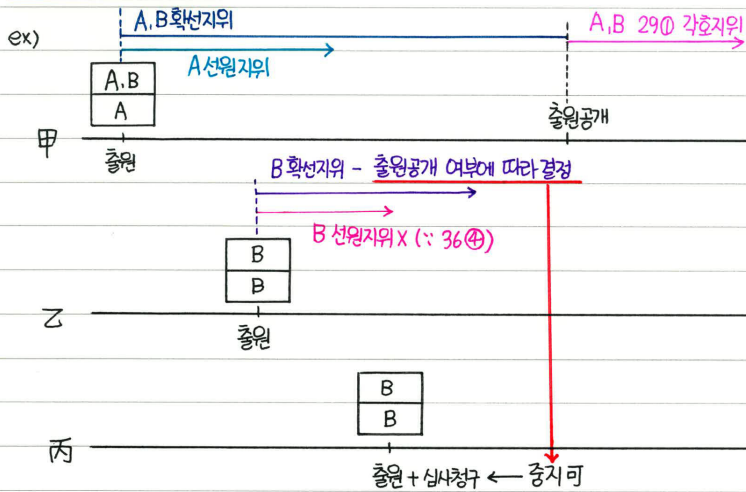 ex)
A,B 확선지위
A,B 29① 각호지위
A 선원지위
A,B
A
출원공개
甲
출원
B 확선지위 - 출원공개 여부에 따라 결정
B 선원지위 X (∵ 36④)
B
B
乙
출원
B
B
丙
출원 + 심사청구 ← 중지 可